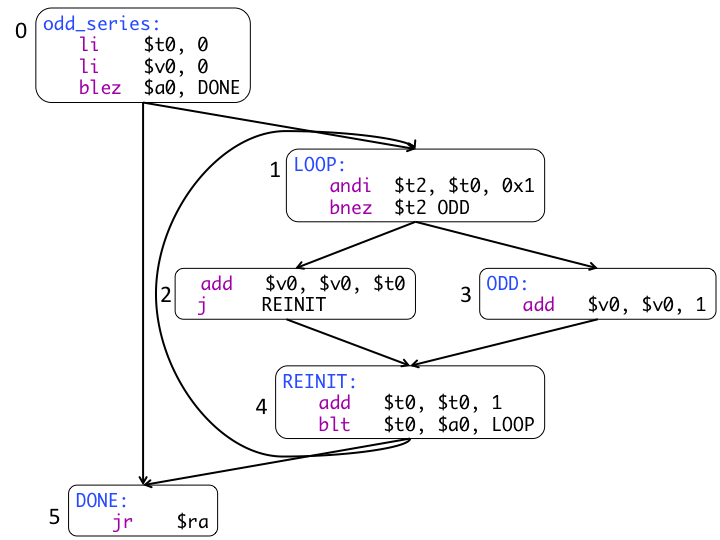 0
odd_series:
li $t0, 0
li $v0, 0
blez $a0, DONE
1
LOOP:
andi $t2, $t0, 0x1
bnez $t2 ODD
2
add $v0, $v0, $t0
j REINIT
3
ODD:
add $v0, $v0, 1
4
REINIT:
add $t0, $t0, 1
blt $t0, $a0, LOOP
5
DONE:
jr $ra